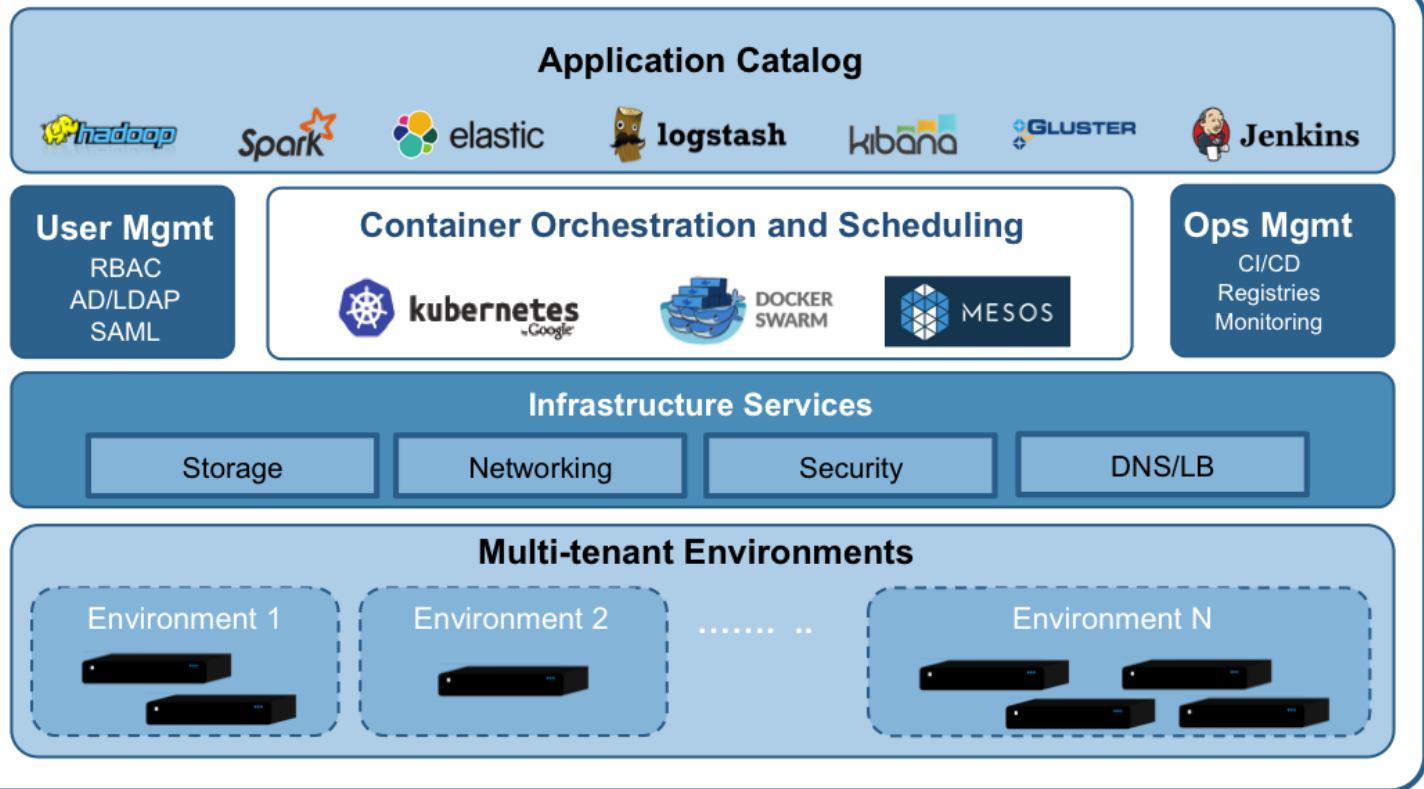 Application Catalog
hadoop
Spark
elastic
logstash
kibana
GLUSTER
Jenkins
User Mgmt
RBAC
AD/LDAP
SAML
Container Orchestration and Scheduling
kubernetes
by Google
DOCKER
SWARM
MESOS
Ops Mgmt
CI/CD
Registries
Monitoring
Infrastructure Services
Storage
Networking
Security
DNS/LB
Multi-tenant Environments
Environment 1
Environment 2
....... ..
Environment N